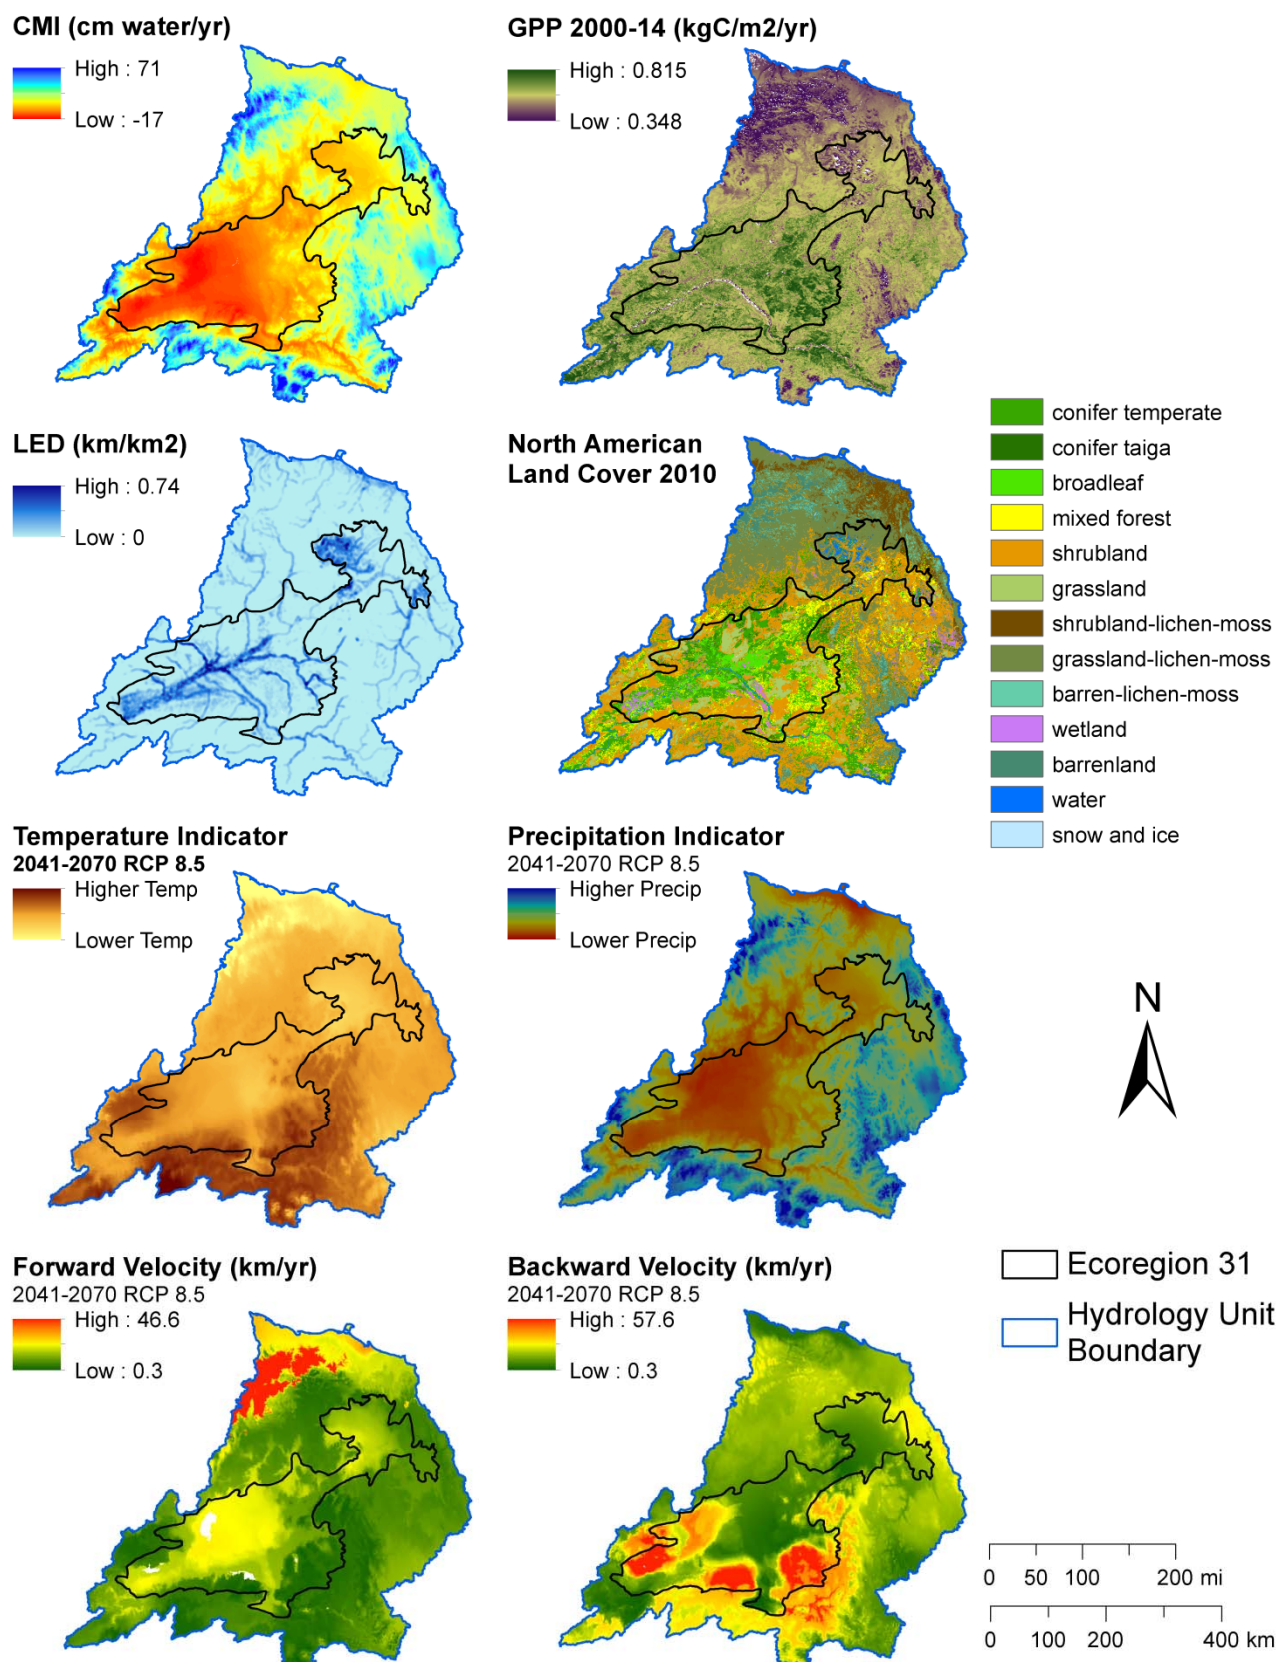 CMI (cm water/yr)
High : 71
Low : -17
GPP 2000-14 (kgC/m2/yr)
High : 0.815
Low : 0.348
LED (km/km2)
High : 0.74
Low : 0
North American
Land Cover 2010
conifer temperate
conifer taiga
broadleaf
mixed forest
shrubland
grassland
shrubland-lichen-moss
grassland-lichen-moss
barren-lichen-moss
wetland
barrenland
water
snow and ice
Temperature Indicator
2041-2070 RCP 8.5
Higher Temp
Lower Temp
Precipitation Indicator
2041-2070 RCP 8.5
Higher Precip
Lower Precip
N
Forward Velocity (km/yr)
2041-2070 RCP 8.5
High : 46.6
Low : 0.3
Backward Velocity (km/yr)
2041-2070 RCP 8.5
High : 57.6
Low : 0.3
Ecoregion 31
Hydrology Unit
Boundary
0 50 100 200 mi
0 100 200 400 km